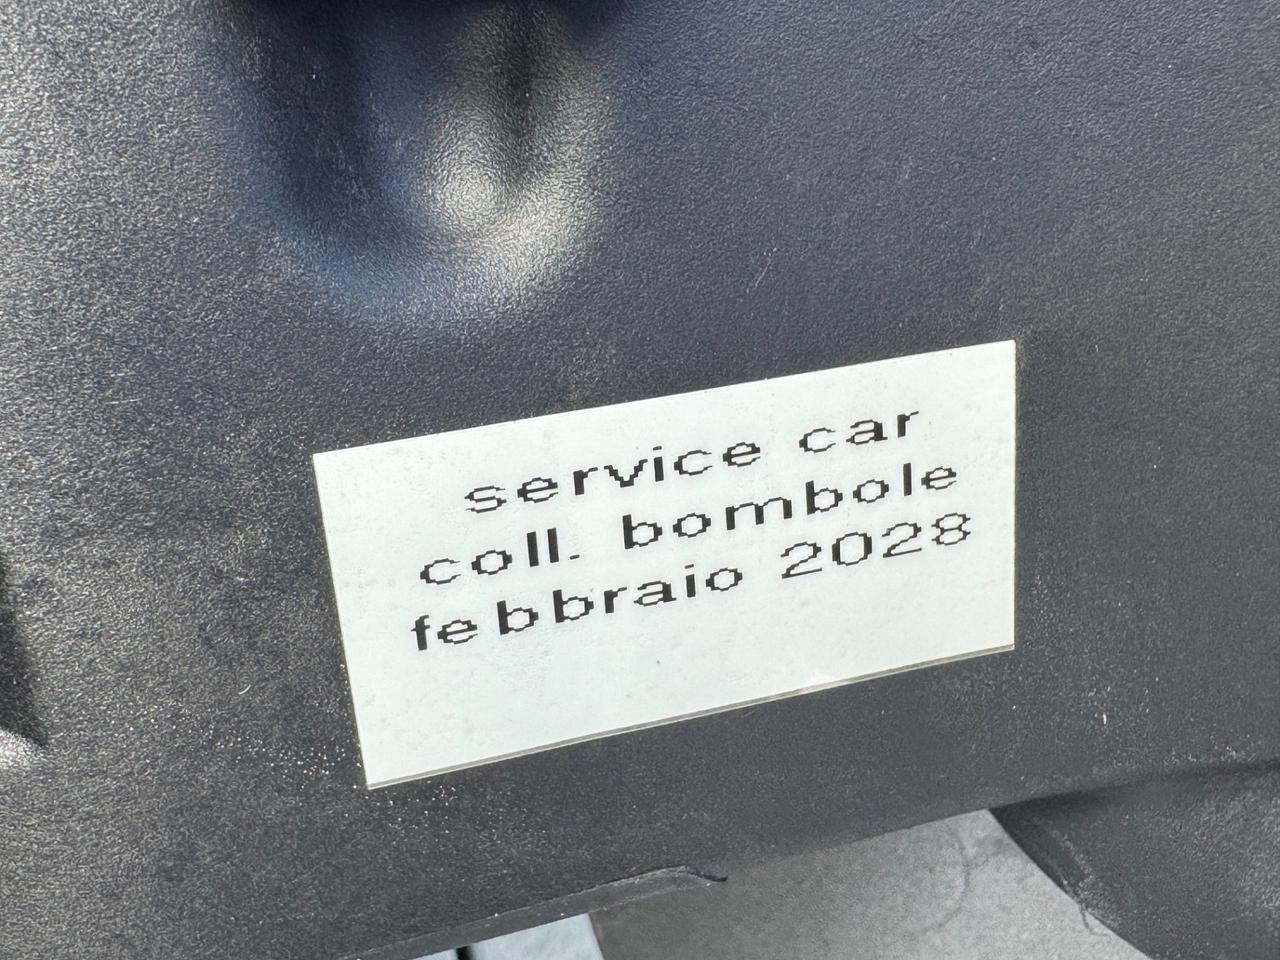 service car
coll. bombole
febbraio 2028